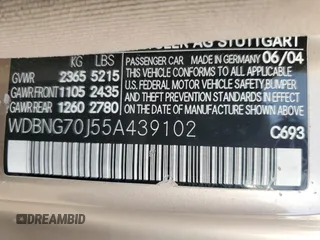 AG STUTTGART
KG LBS
PASSENGER CAR MADE IN GERMANY 06/04
GVWR 2365 5215
GAWR FRONT 1105 2435
GAWR REAR 1260 2780
THIS VEHICLE CONFORMS TO ALL APPLICABLE
FEDERAL MOTOR VEHICLE SAFETY, BUMPER
AND THEFT PREVENTION STANDARDS IN EFFECT
ON THE DATE OF MANUFACTURE SHOWN ABOVE
WDBNG70J55A439102
C693
DREAMBID